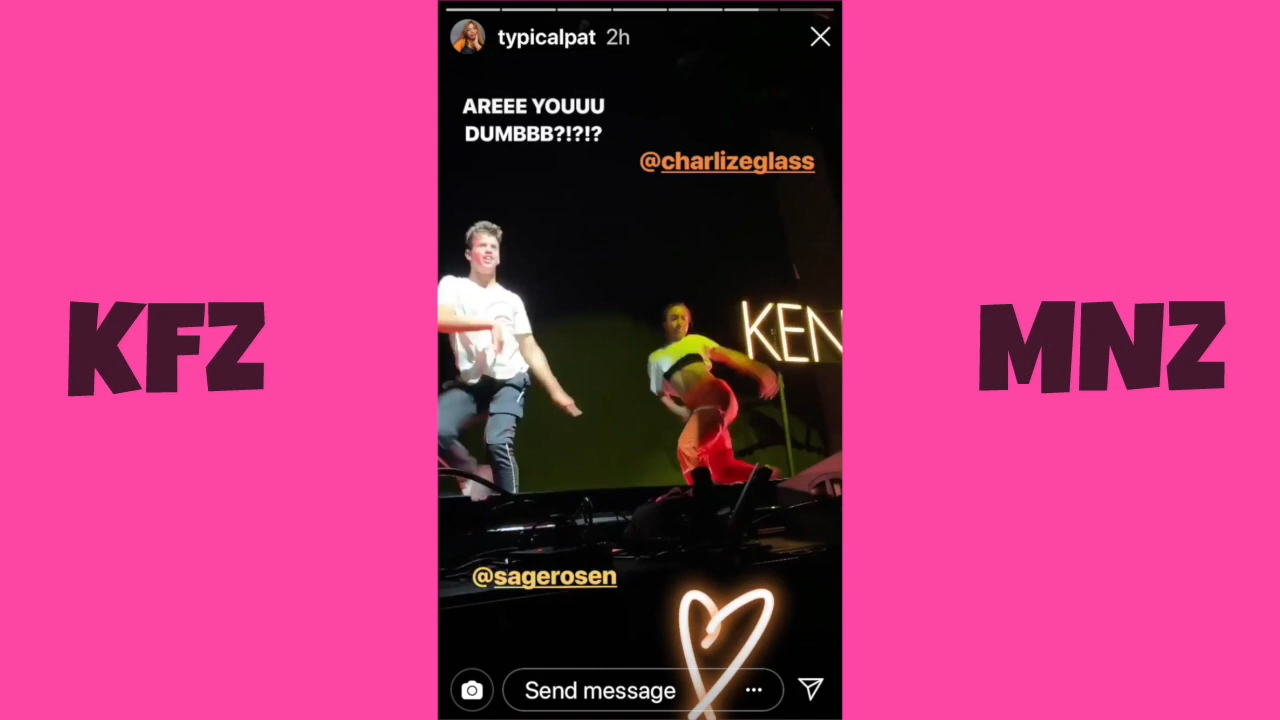 typicalpat 2h
AREEE YOUUU
DUMBBB?!?!?
@charlizeglass
KEN
KFZ
MNZ
@sagerosen
Send message